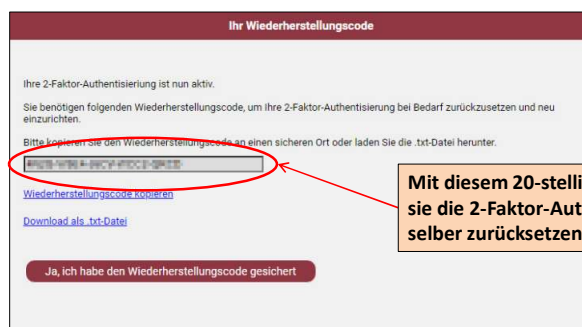 Ihr Wiederherstellungscode
Ihre 2-Faktor-Authentisieriung ist nun aktiv.
Sie benötigen folgenden Wiederherstellungscode, um Ihre 2-Faktor-Authentisierung bei Bedarf zurückzusetzen und neu
einzurichten.
Bitte kopieren Sie den Wiederherstellungscode an einen sicheren Ort oder laden Sie die .txt-Datei herunter.
Wiederherstellungscode kopieren
Mit diesem 20-stelli
sie die 2-Faktor-Aut
selber zurücksetzen
Download als .txt-Datei
Ja, ich habe den Wiederherstellungscode gesichert